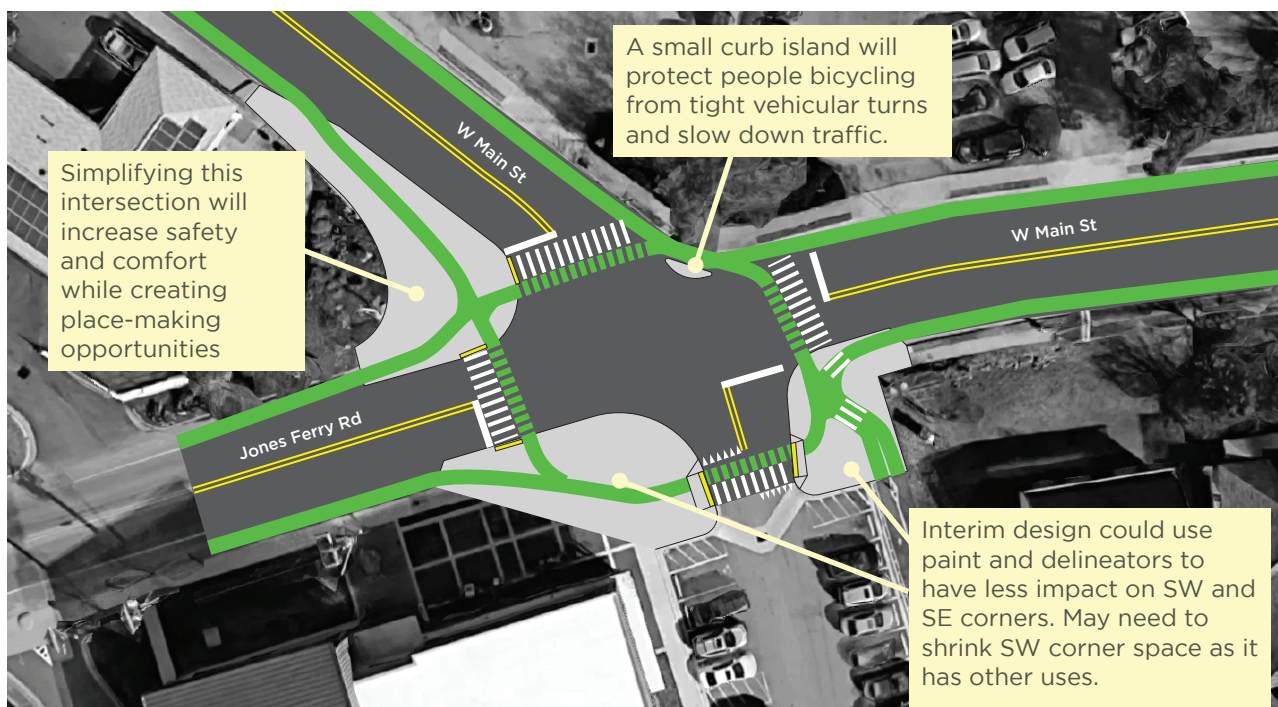 A small curb island will
protect people bicycling
from tight vehicular turns
and slow down traffic.
W Main St
Simplifying this
intersection will
increase safety
and comfort
while creating
place-making
opportunities
W Main St
Jones Ferry Rd
Interim design could use
paint and delineators to
have less impact on SW and
SE corners. May need to
shrink SW corner space as it
has other uses.